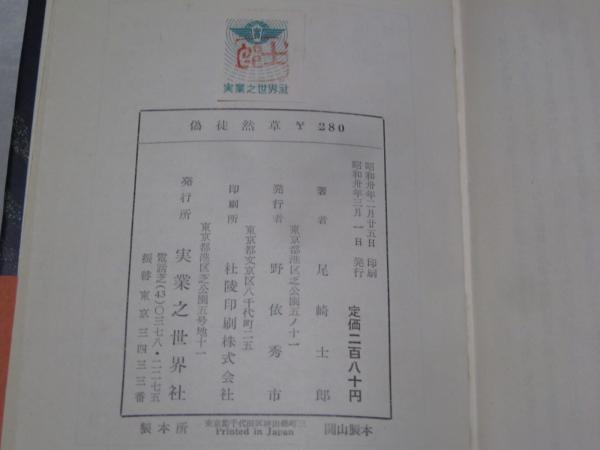 実業之世界社
偽徒然草 ¥280
昭和卅年二月廿五日 印刷
昭和卅年三月一日 発行
定価二百八十円
著者 尾崎士郎
東京都港区芝公園五ノ十一
発行者 野依秀市
東京都文京区八千代町二五
印刷所 杜陵印刷株式会社
東京都港区芝公園五号地十一
発行所 実業之世界社
電話芝(43)〇三七八・二二七五
振替東京三四三三番
製本所
Printed in Japan
岡山製本